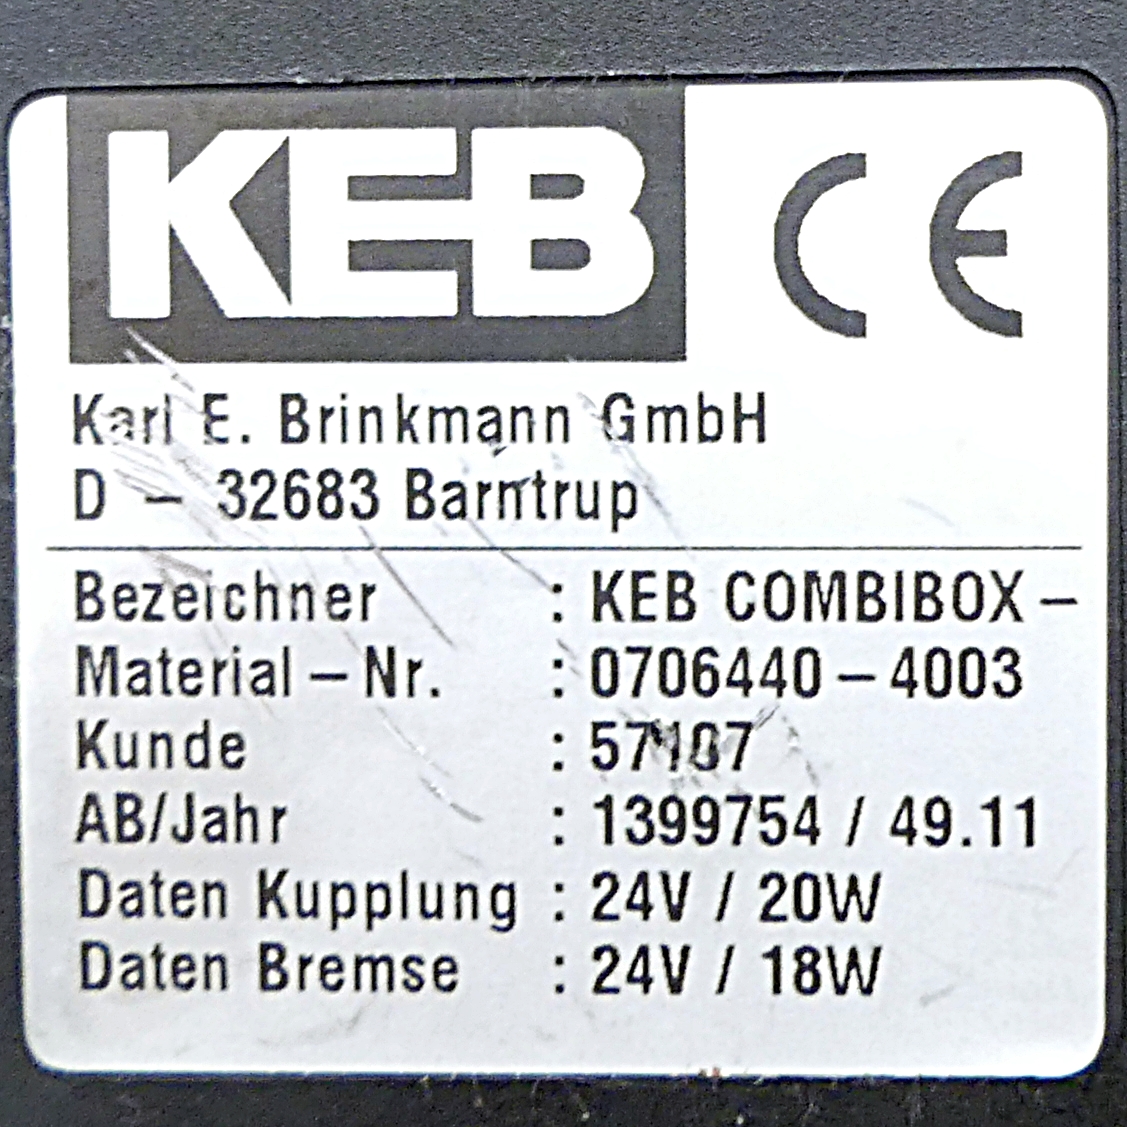 KEB CE
Karl E. Brinkmann GmbH
D – 32683 Barntrup
Bezeichner : KEB COMBIBOX –
Material – Nr. : 0706440 – 4003
Kunde :
AB/Jahr : 1399754 / 49.11
Daten Kupplung : 24V / 20W
Daten Bremse : 24V / 18W